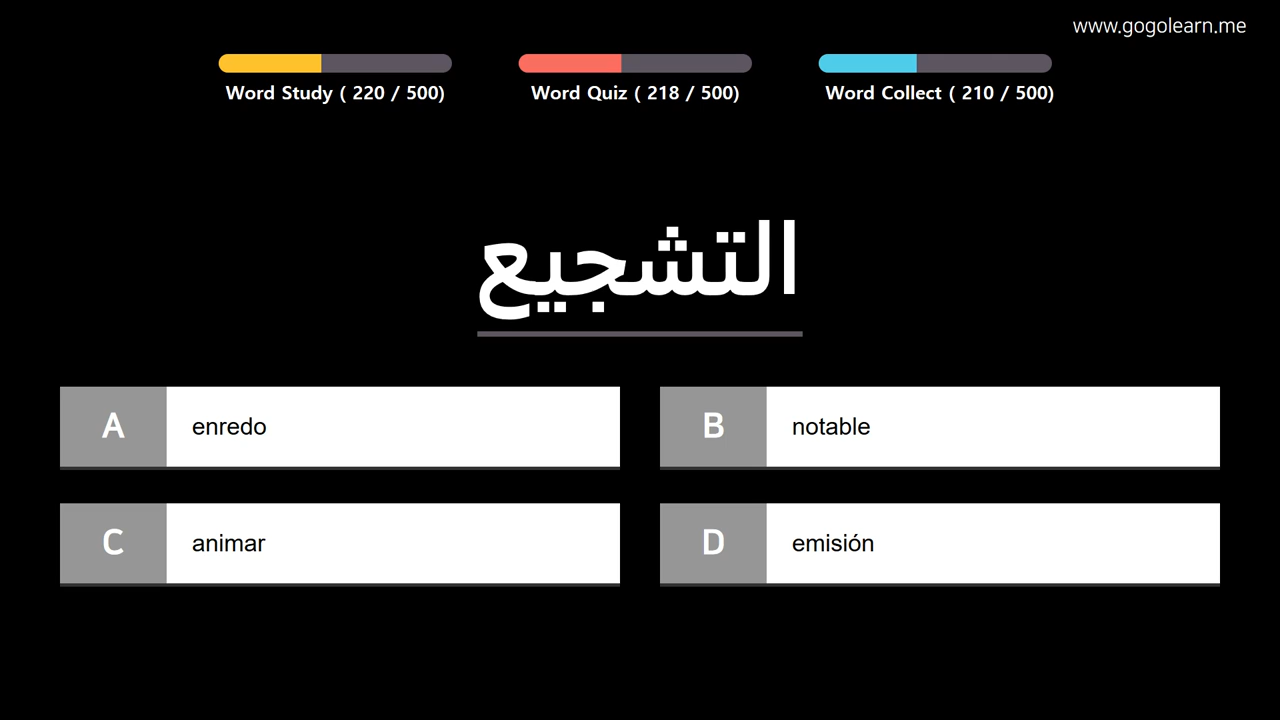 www.gogolearn.me
Word Study ( 220 / 500)
Word Quiz ( 218 / 500)
Word Collect ( 210 / 500)
التشجيع
A enredo
B notable
C animar
D emisión